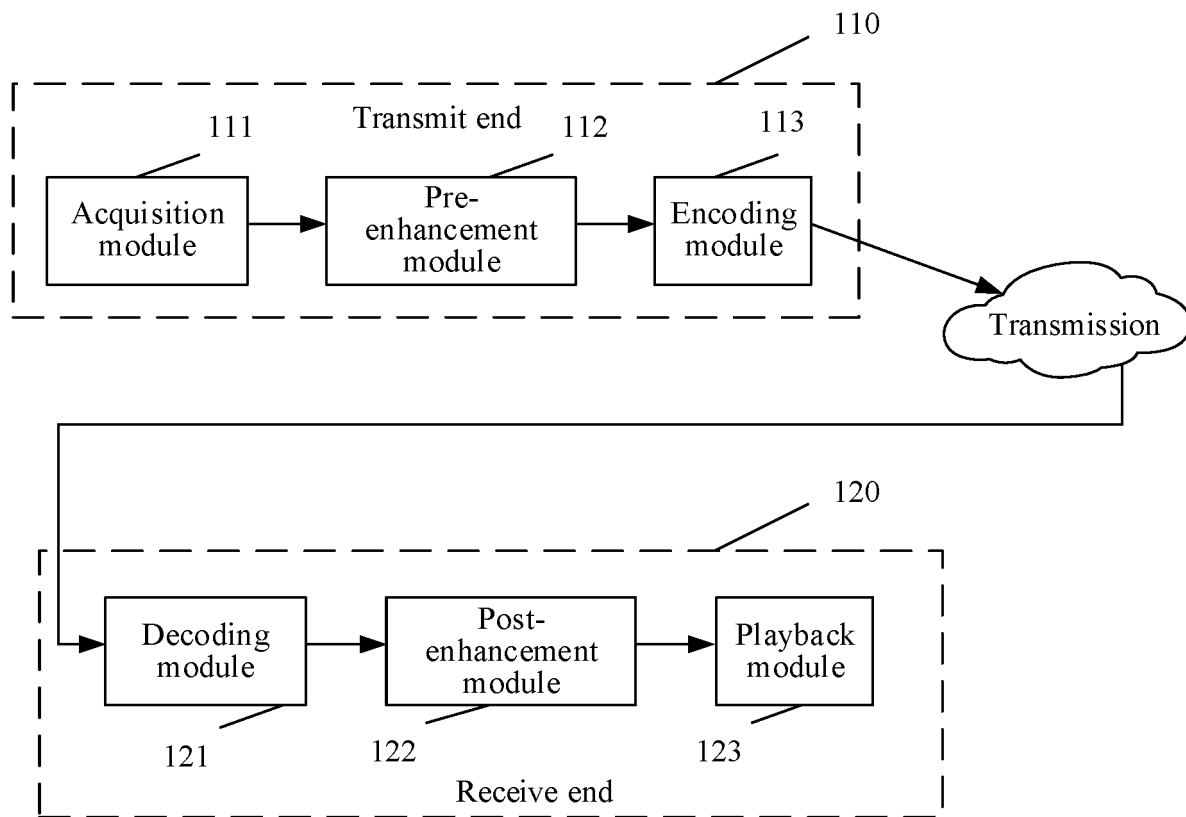 110
Transmit end
111
112
113
Acquisition
module
Pre-
enhancement
module
Encoding
module
Transmission
120
Decoding
module
Post-
enhancement
module
Playback
module
121
122
123
Receive end